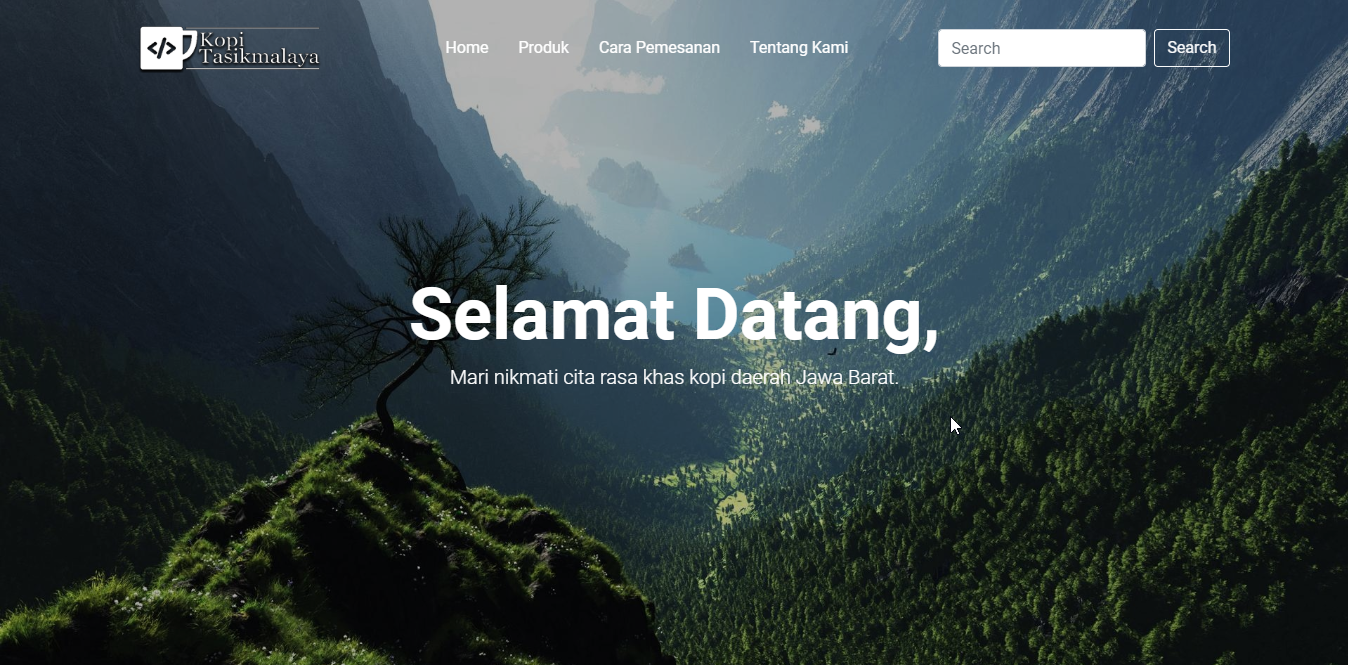 </>
Kopi
Tasikmalaya
Home Produk Cara Pemesanan Tentang Kami Search Search
Selamat Datang,
Mari nikmati cita rasa khas kopi daerah Jawa Barat.